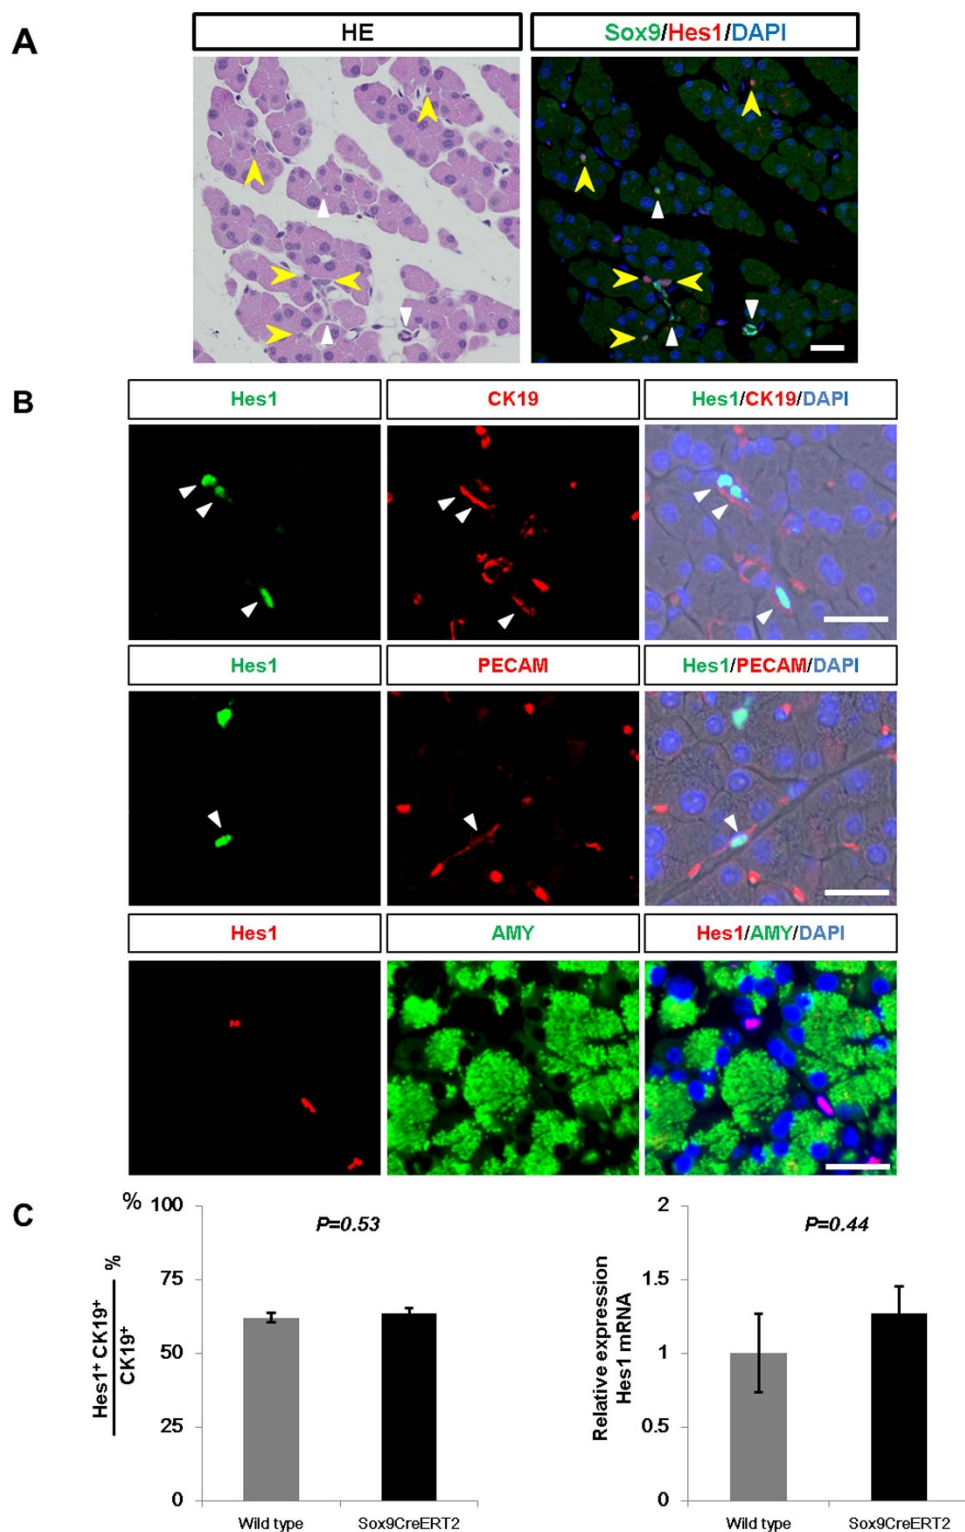 A
HE
Sox9/Hes1/DAPI
B
Hes1
CK19
Hes1/CK19/DAPI
Hes1
PECAM
Hes1/PECAM/DAPI
Hes1
AMY
Hes1/AMY/DAPI
C
%
100
75
50
25
0
P=0.53
Hes1⁺ CK19⁺
CK19⁺
%
Wild type
Sox9CreERT2
2
1.5
1
0.5
0
P=0.44
Relative expression
Hes1 mRNA
Wild type
Sox9CreERT2